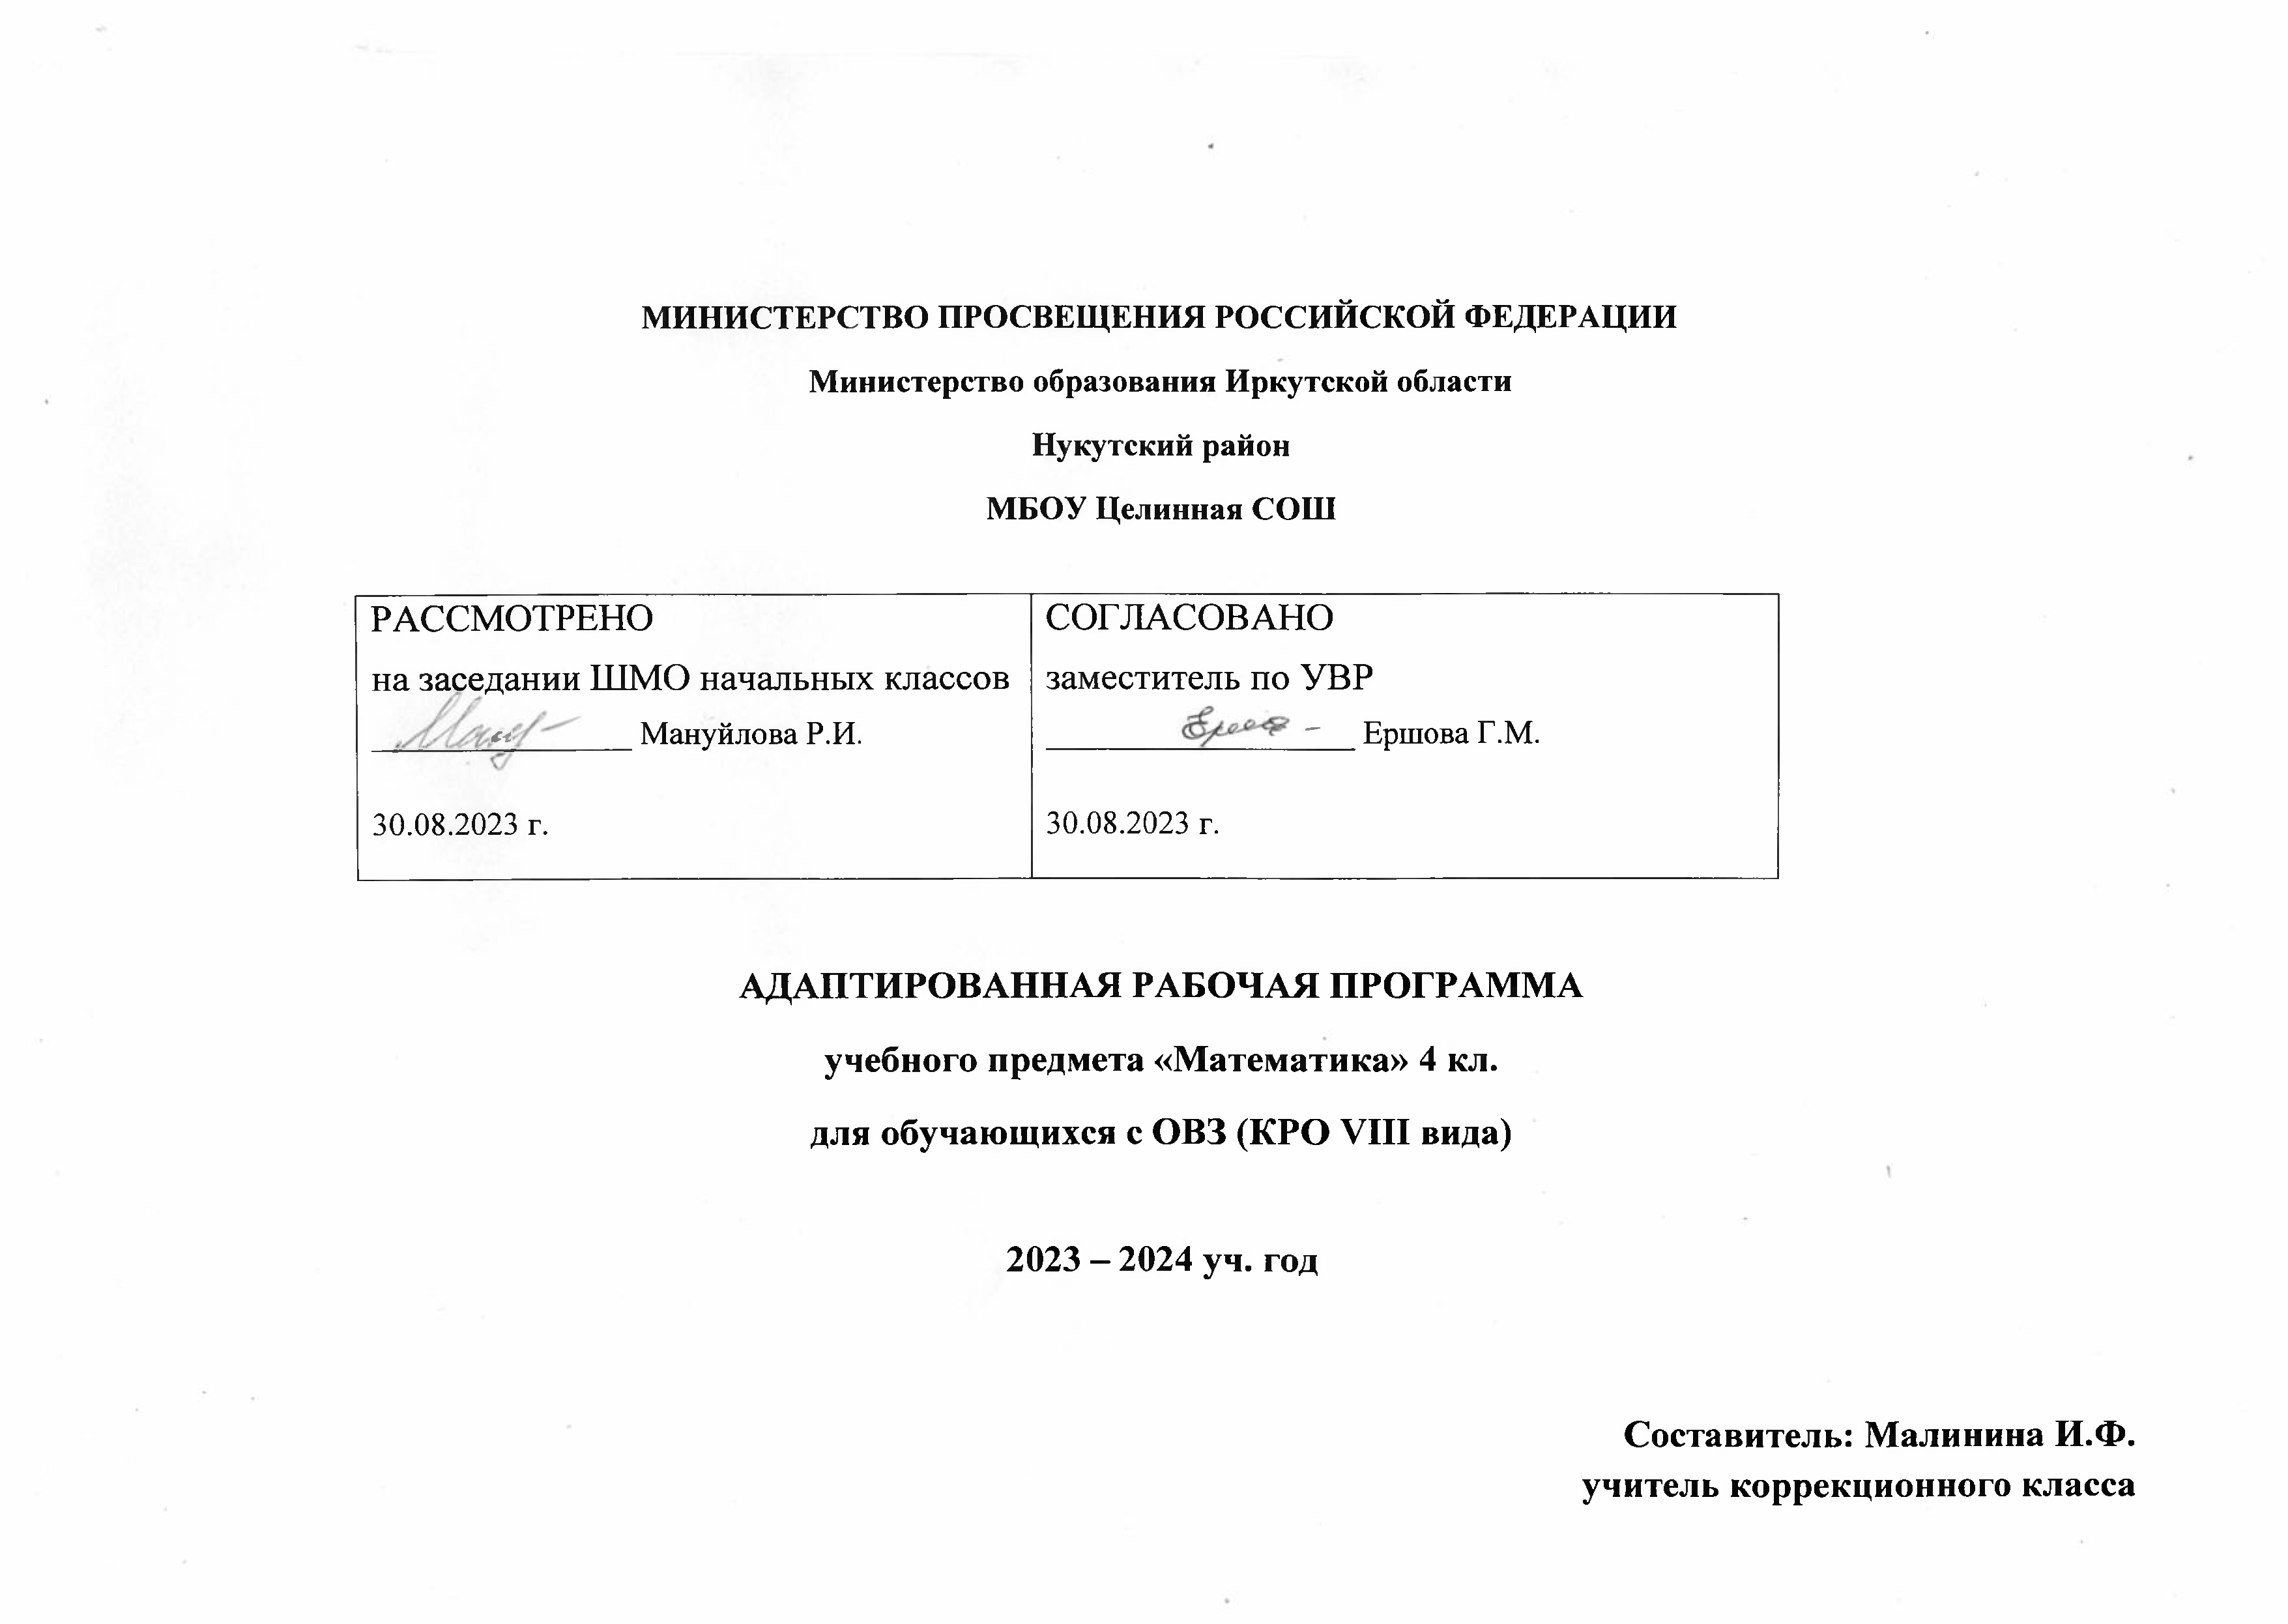 МИНИСТЕРСТВО ПРОСВЕЩЕНИЯ РОССИЙСКОЙ ФЕДЕРАЦИИ
Министерство образования Иркутской области
Нукутский район
МБОУ Целинная СОШ
РАССМОТРЕНО
на заседании ШМО начальных классов
Мануйлова Р.И.
30.08.2023 г.
СОГЛАСОВАНО
заместитель по УВР
Ершова Г.М.
30.08.2023 г.
АДАПТИРОВАННАЯ РАБОЧАЯ ПРОГРАММА
учебного предмета «Математика» 4 кл.
для обучающихся с ОВЗ (КРО VIII вида)
2023 – 2024 уч. год
Составитель: Малинина И.Ф.
учитель коррекционного класса